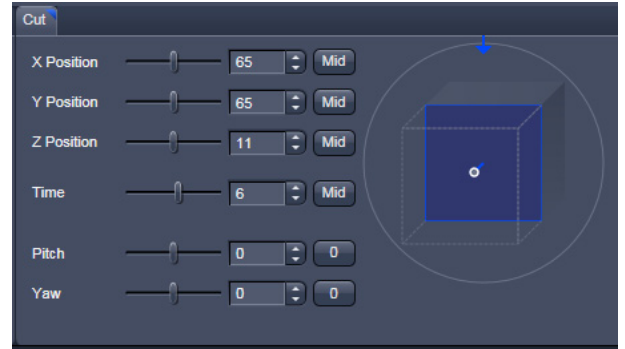 Cut
X Position 65 Mid
Y Position 65 Mid
Z Position 11 Mid
Time 6 Mid
Pitch 0 0
Yaw 0 0